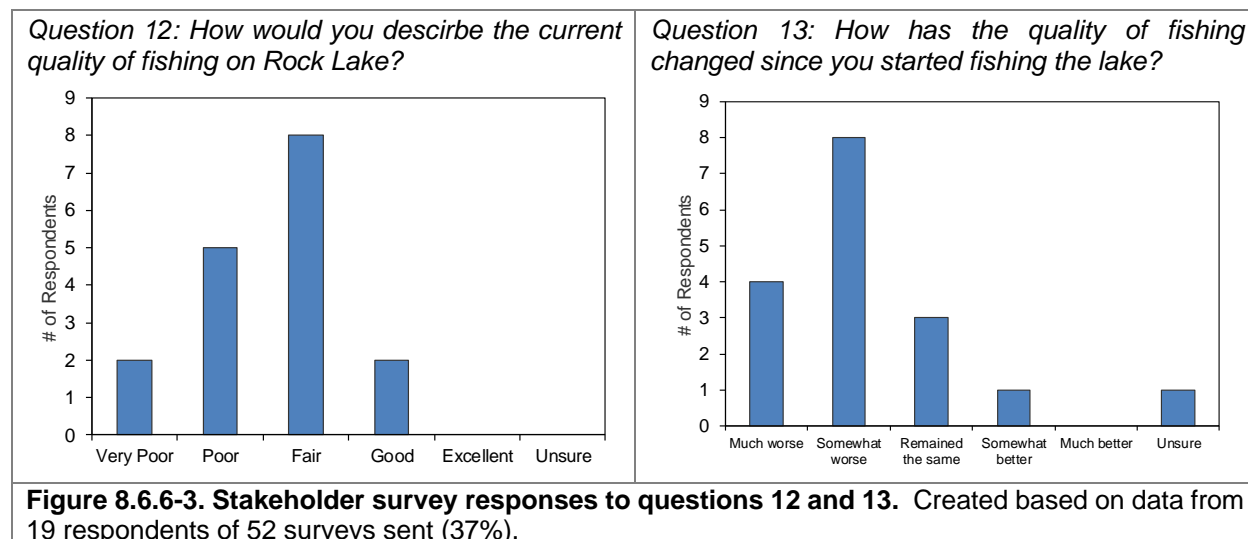 Question 12: How would you descirbe the current
quality of fishing on Rock Lake?
9
8
7
6
5
4
3
2
1
0
# of Respondents
Very Poor Poor Fair Good Excellent Unsure
Question 13: How has the quality of fishing
changed since you started fishing the lake?
9
8
7
6
5
4
3
2
1
0
# of Respondents
Much worse Somewhat worse Remained the same Somewhat better Much better Unsure
Figure 8.6.6-3. Stakeholder survey responses to questions 12 and 13. Created based on data from
19 respondents of 52 surveys sent (37%).